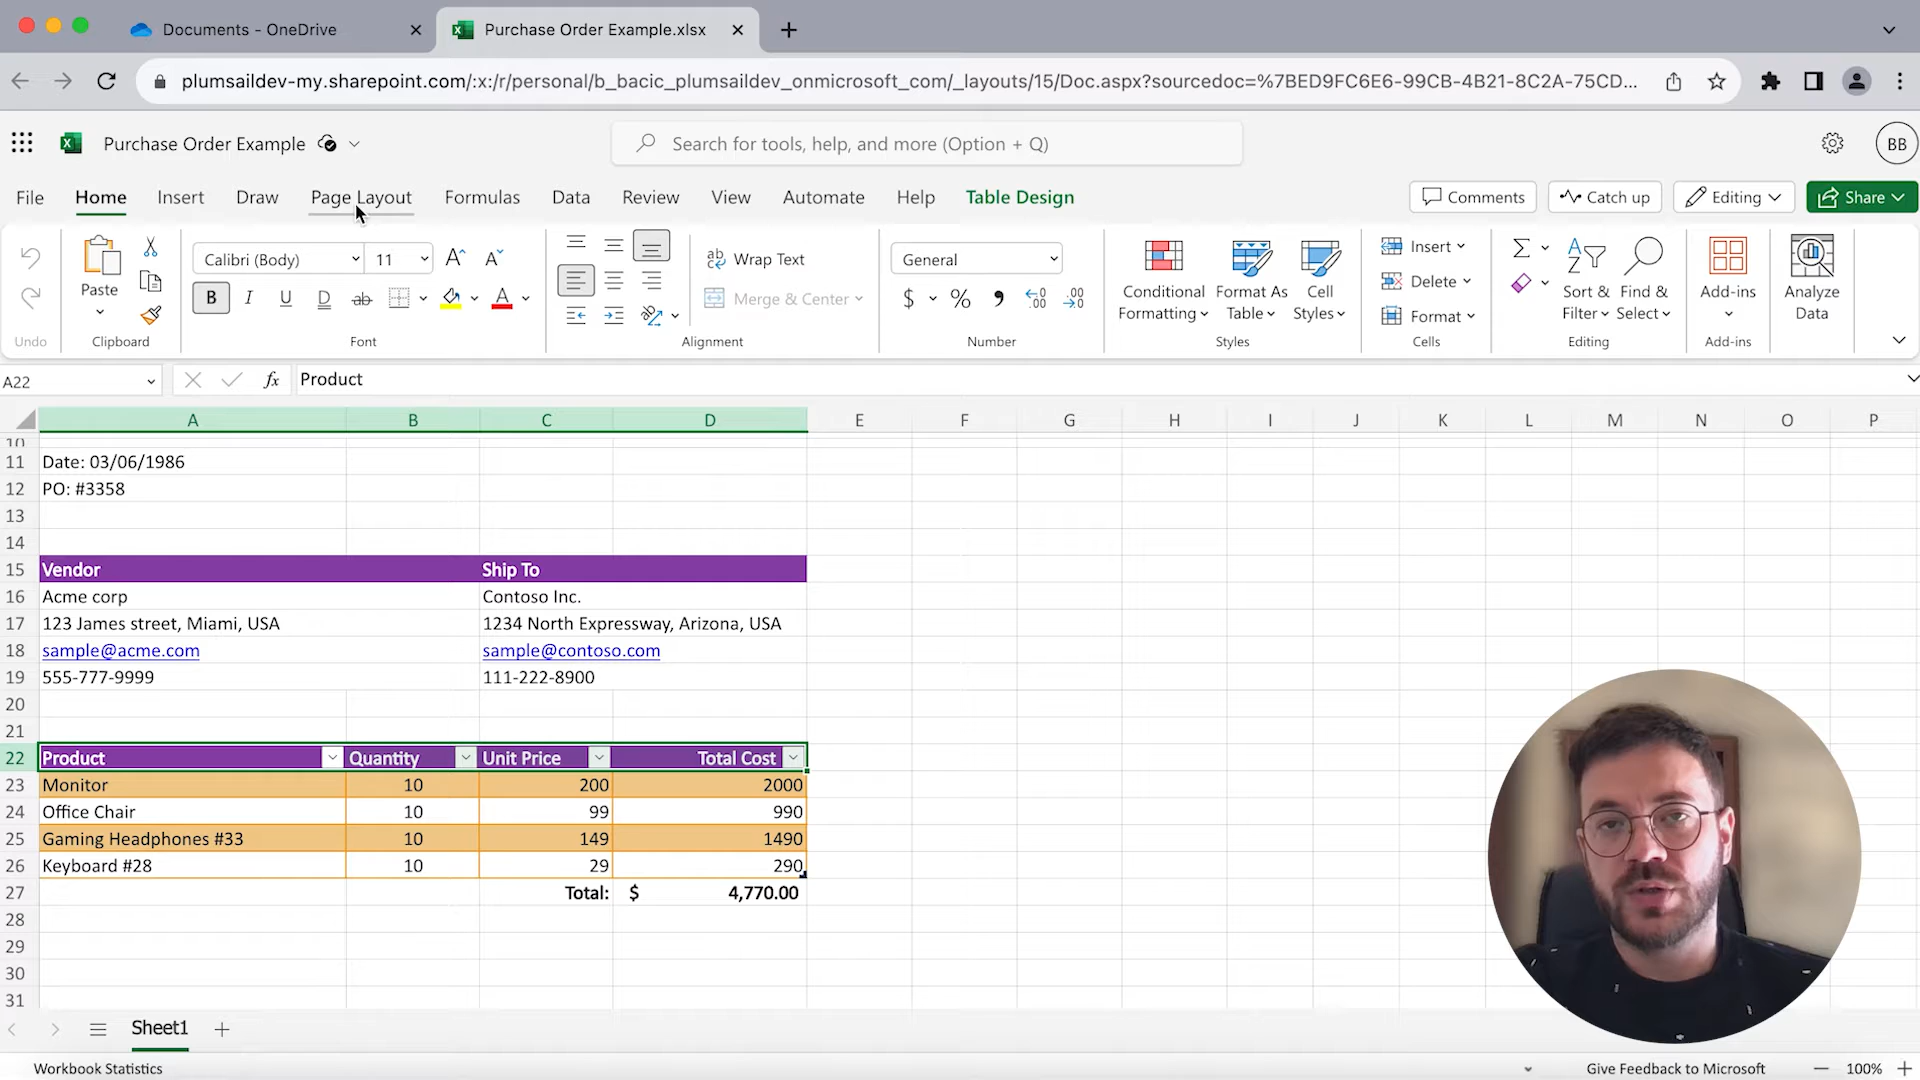 Documents - OneDrive
Purchase Order Example.xlsx
plumsaildev-my.sharepoint.com/:x:/r/personal/b_bacic_plumsaildev_onmicrosoft_com/_layouts/15/Doc.aspx?sourcedoc=%7BED9FC6E6-99CB-4B21-8C2A-75CD...
Purchase Order Example
Search for tools, help, and more (Option + Q)
BB
File Home Insert Draw Page Layout Formulas Data Review View Automate Help Table Design
Comments Catch up Editing Share
Paste
Calibri (Body) 11
B I U D ab A
Wrap Text
Merge & Center
General
$ % 9
Conditional Formatting
Format As Table
Cell Styles
Insert
Delete
Format
Sort & Filter
Find & Select
Add-ins
Analyze Data
Undo Clipboard Font Alignment Number Styles Cells Editing Add-ins
A22 fx Product
A B C D E F G H I J K L M N O P
10
11 Date: 03/06/1986
12 PO: #3358
13
14
15 Vendor Ship To
16 Acme corp Contoso Inc.
17 123 James street, Miami, USA 1234 North Expressway, Arizona, USA
18 sample@acme.com sample@contoso.com
19 555-777-9999 111-222-8900
20
21
22 Product Quantity Unit Price Total Cost
23 Monitor 10 200 2000
24 Office Chair 10 99 990
25 Gaming Headphones #33 10 149 1490
26 Keyboard #28 10 29 290
27 Total: $ 4,770.00
28
29
30
31
Sheet1
Workbook Statistics Give Feedback to Microsoft 100%